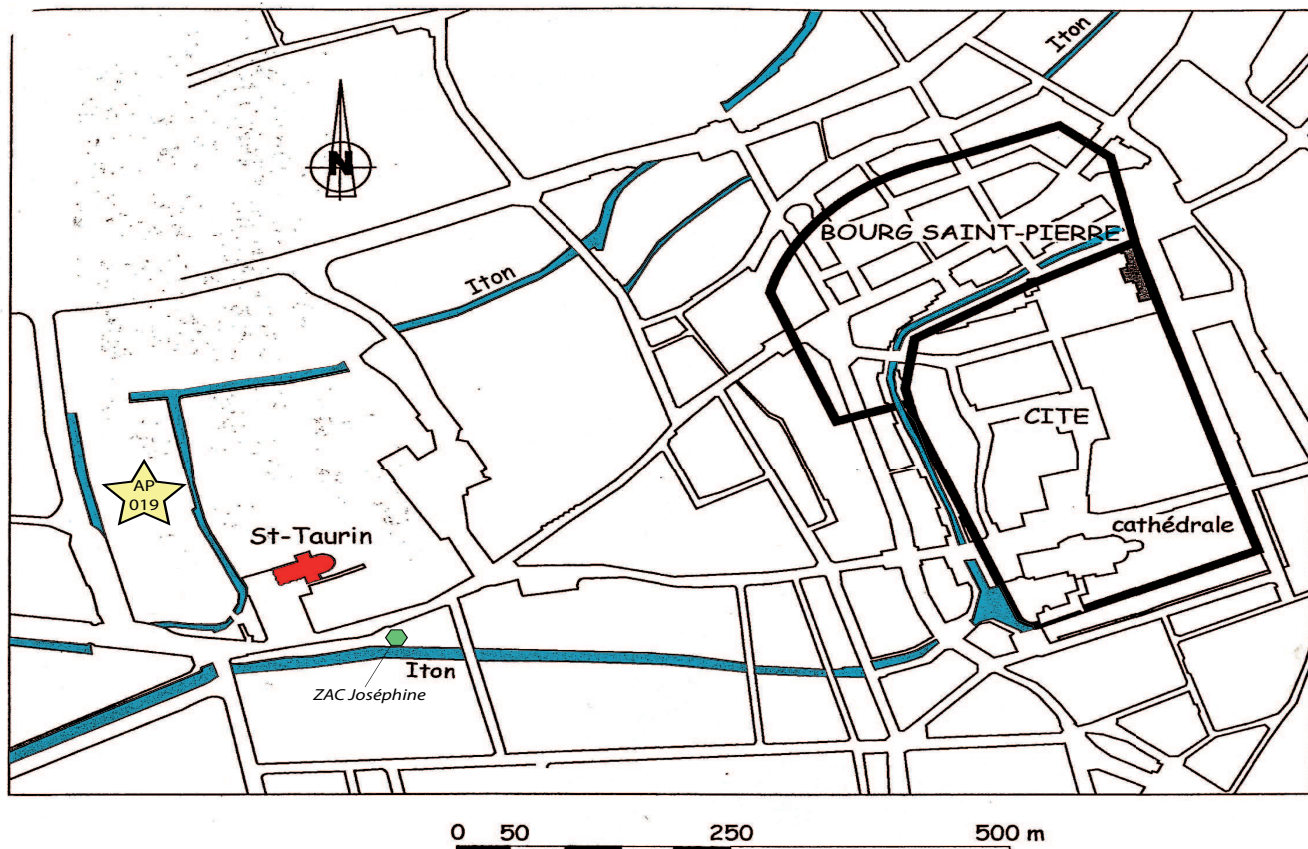 Iton
N
BOURG SAINT-PIERRE
Iton
CITE
AP
019
St-Taurin
cathédrale
Iton
ZAC Joséphine
0 50 250 500 m